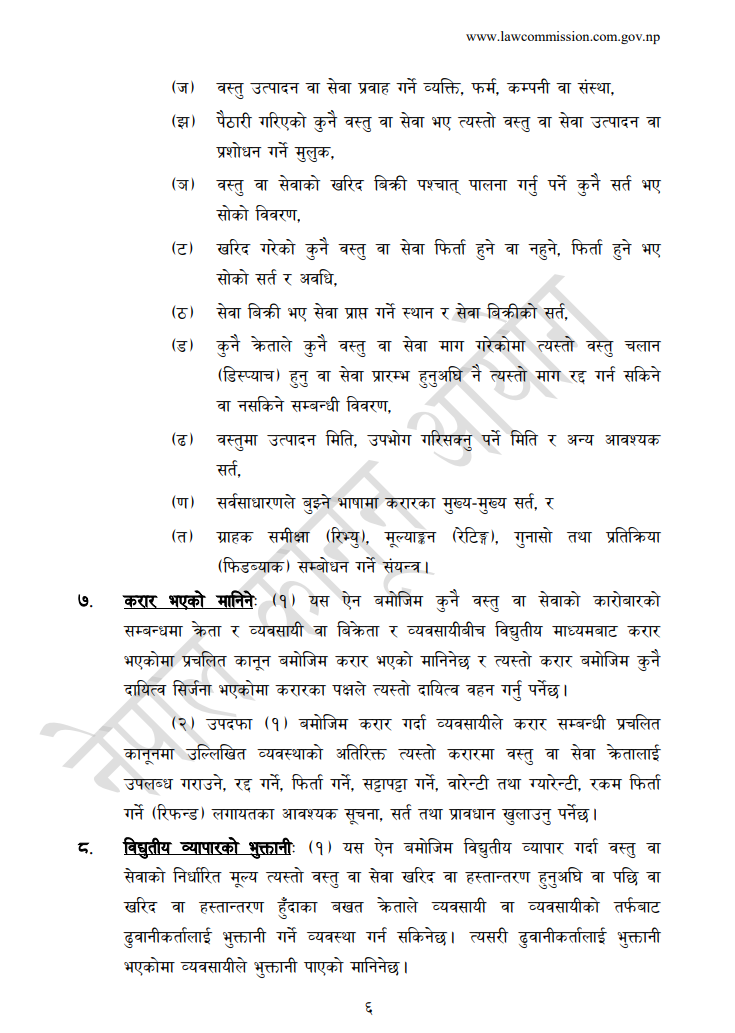 www.lawcommission.com.gov.np
(ज) वस्तु उत्पादन वा सेवा प्रवाह गर्ने व्यक्ति, फर्म, कम्पनी वा संस्था,
(झ) पैठारी गरिएको कुनै वस्तु वा सेवा भए त्यस्तो वस्तु वा सेवा उत्पादन वा
प्रशोधन गर्ने मुलुक,
(ञ) वस्तु वा सेवाको खरिद बिक्री पश्चात् पालना गर्नु पर्ने कुनै सर्त भए
सोको विवरण,
(ट) खरिद गरेको कुनै वस्तु वा सेवा फिर्ता हुने वा नहुने, फिर्ता हुने भए
सोको सर्त र अवधि,
(ठ) सेवा बिक्री भए सेवा प्राप्त गर्ने स्थान र सेवा बिक्रीको सर्त,
(ड) कुनै क्रेताले कुनै वस्तु वा सेवा माग गरेकोमा त्यस्तो वस्तु चलान
(डिस्प्याच) हुनु वा सेवा प्रारम्भ हुनुअघि नै त्यस्तो माग रद्द गर्न सकिने
वा नसकिने सम्बन्धी विवरण,
(ढ) वस्तुमा उत्पादन मिति, उपभोग गरिसक्नु पर्ने मिति र अन्य आवश्यक
सर्त,
(ण) सर्वसाधारणले बुझ्ने भाषामा करारका मुख्य-मुख्य सर्त, र
(त) ग्राहक समीक्षा (रिभ्यु), मूल्याङ्कन (रेटिङ्ग), गुनासो तथा प्रतिक्रिया
(फिडब्याक) सम्बोधन गर्ने संयन्त्र।
७. करार भएको मानिनेः (१) यस ऐन बमोजिम कुनै वस्तु वा सेवाको कारोबारको
सम्बन्धमा क्रेता र व्यवसायी वा बिक्रेता र व्यवसायीबीच विद्युतीय माध्यमबाट करार
भएकोमा प्रचलित कानून बमोजिम करार भएको मानिनेछ र त्यस्तो करार बमोजिम कुनै
दायित्व सिर्जना भएकोमा करारका पक्षले त्यस्तो दायित्व वहन गर्नु पर्नेछ।
(२) उपदफा (१) बमोजिम करार गर्दा व्यवसायीले करार सम्बन्धी प्रचलित
कानूनमा उल्लिखित व्यवस्थाको अतिरिक्त त्यस्तो करारमा वस्तु वा सेवा क्रेतालाई
उपलब्ध गराउने, रद्द गर्ने, फिर्ता गर्ने, सट्टापट्टा गर्ने, वारेन्टी तथा ग्यारेन्टी, रकम फिर्ता
गर्ने (रिफन्ड) लगायतका आवश्यक सूचना, सर्त तथा प्रावधान खुलाउनु पर्नेछ।
८. विद्युतीय व्यापारको भुक्तानीः (१) यस ऐन बमोजिम विद्युतीय व्यापार गर्दा वस्तु वा
सेवाको निर्धारित मूल्य त्यस्तो वस्तु वा सेवा खरिद वा हस्तान्तरण हुनुअघि वा पछि वा
खरिद वा हस्तान्तरण हुँदाका बखत क्रेताले व्यवसायी वा व्यवसायीको तर्फबाट
ढुवानीकर्तालाई भुक्तानी गर्ने व्यवस्था गर्न सकिनेछ। त्यसरी ढुवानीकर्तालाई भुक्तानी
भएकोमा व्यवसायीले भुक्तानी पाएको मानिनेछ।
६
नेपाल कानून आयोग